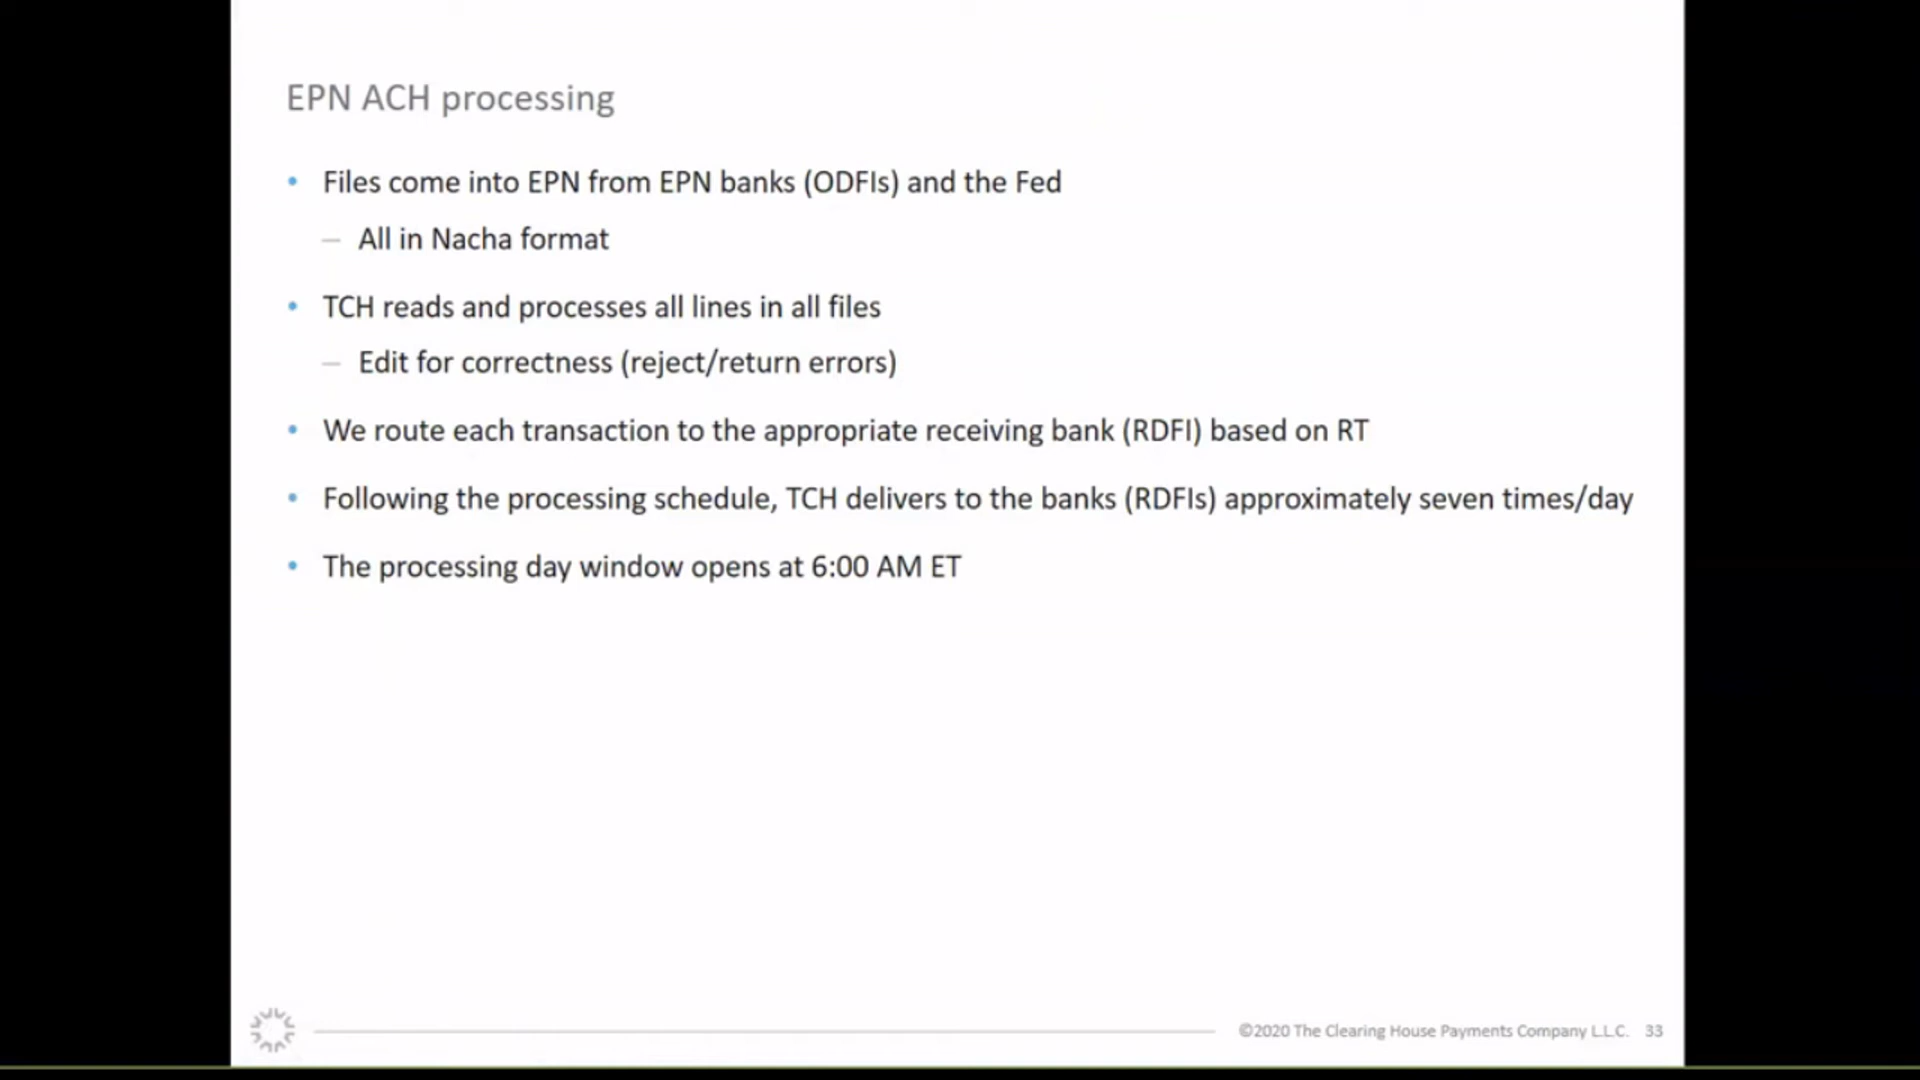 EPN ACH processing
• Files come into EPN from EPN banks (ODFIs) and the Fed
– All in Nacha format
• TCH reads and processes all lines in all files
– Edit for correctness (reject/return errors)
• We route each transaction to the appropriate receiving bank (RDFI) based on RT
• Following the processing schedule, TCH delivers to the banks (RDFIs) approximately seven times/day
• The processing day window opens at 6:00 AM ET
©2020 The Clearing House Payments Company L.L.C. 33